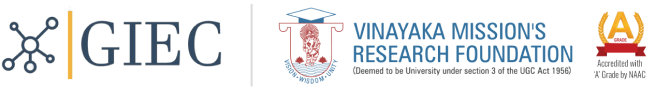 GIEC
VINAYAKA MISSION'S
RESEARCH FOUNDATION
(Deemed to be University under section 3 of the UGC Act 1956)
VISION • WISDOM • UNITY
A
GRADE
Accredited with
'A' Grade by NAAC